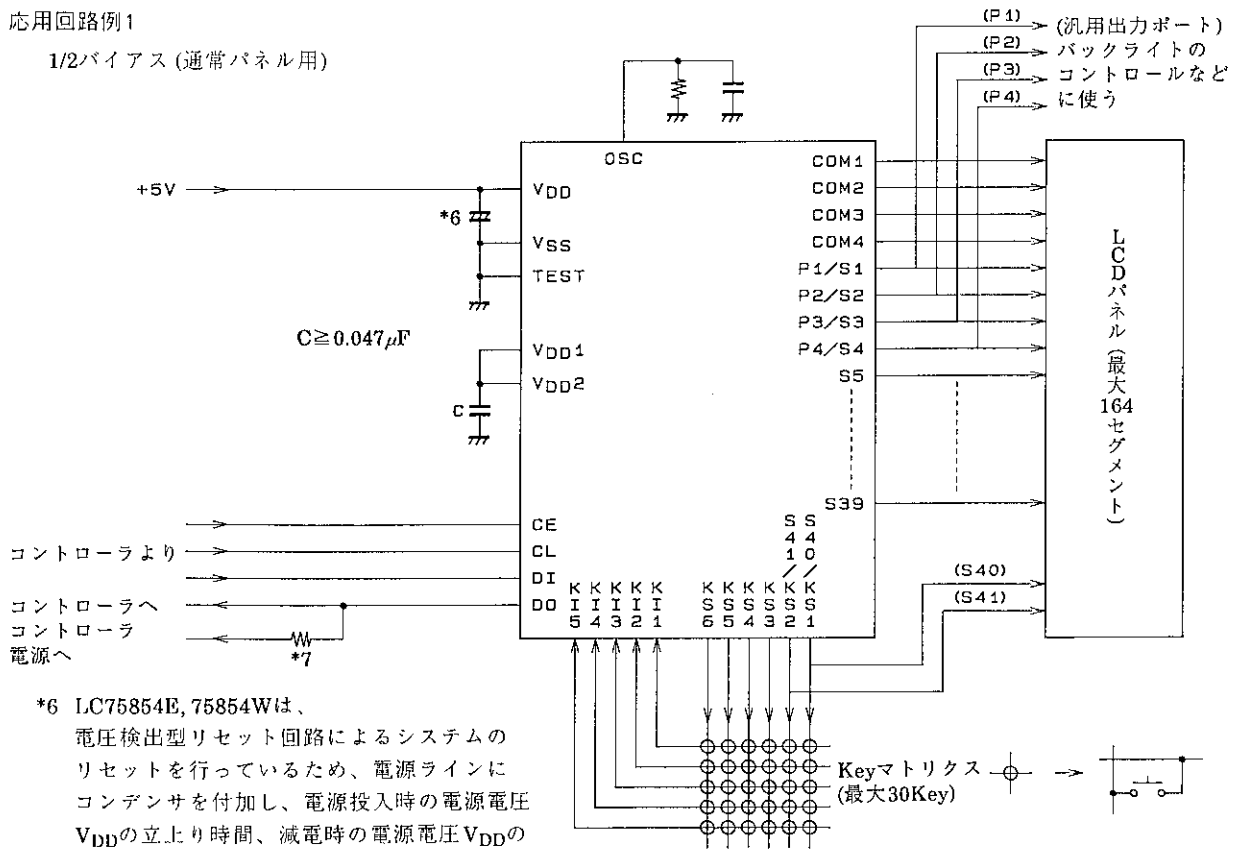 応用回路例1
1/2バイアス (通常パネル用)
(P1)
(P2)
(P3)
(P4)
(汎用出力ポート)
バックライトの
コントロールなど
に使う
OSC
+5V
VDD
*6
VSS
TEST
C≧0.047μF
VDD1
VDD2
C
COM1
COM2
COM3
COM4
P1/S1
P2/S2
P3/S3
P4/S4
S5
S39
LCDパネル(最大164セグメント)
CE
CL
DI
DO
コントローラより
コントローラへ
コントローラ
電源へ
*7
KI5
KI4
KI3
KI2
KI1
KS6
KS5
KS4
KS3
S41/KS2
S40/KS1
(S40)
(S41)
Keyマトリクス
(最大30Key)
*6 LC75854E, 75854Wは、
電圧検出型リセット回路によるシステムの
リセットを行っているため、電源ラインに
コンデンサを付加し、電源投入時の電源電圧
VDDの立上り時間、減電時の電源電圧VDDの